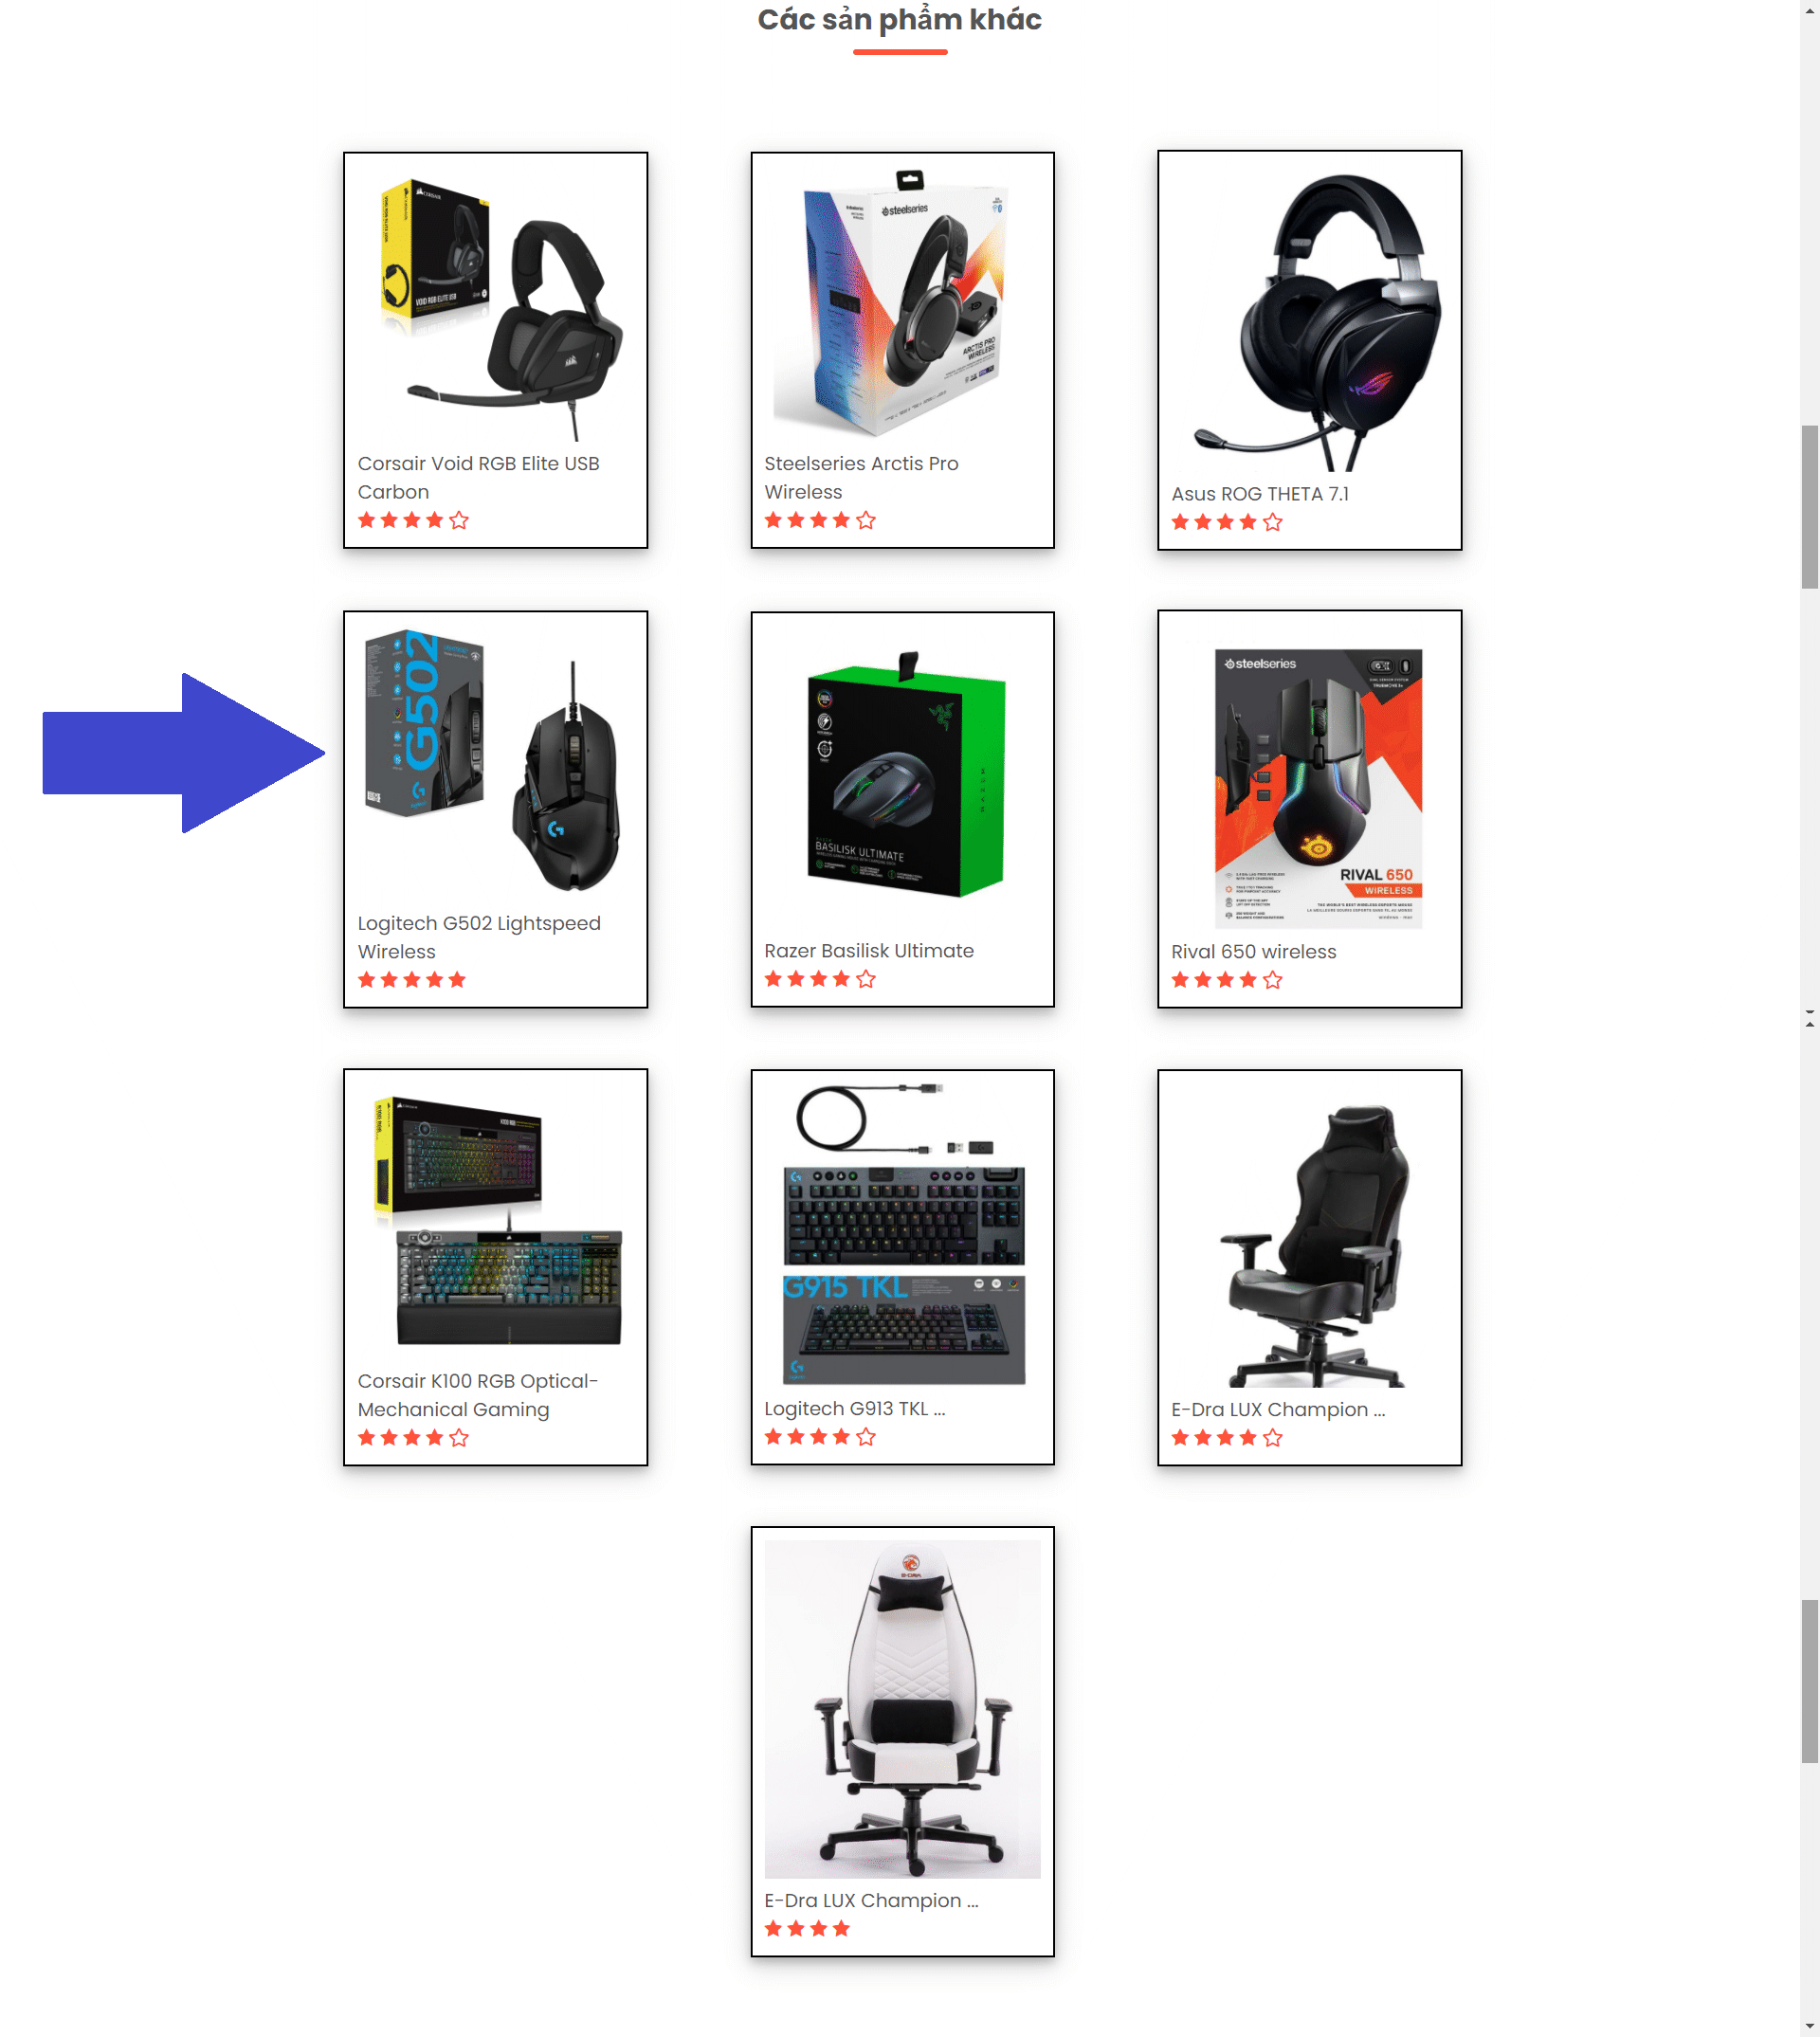 Các sản phẩm khác
CORSAIR
VOID RGB ELITE USB
Corsair Void RGB Elite USB
Carbon
steelseries
ARCTIS PRO
WIRELESS
Steelseries Arctis Pro
Wireless
Asus ROG THETA 7.1
G502
Logitech G502 Lightspeed
Wireless
BASILISK ULTIMATE
Razer Basilisk Ultimate
steelseries
RIVAL 650
WIRELESS
Rival 650 wireless
Corsair K100 RGB Optical-
Mechanical Gaming
G915 TKL
Logitech G913 TKL ...
E-Dra LUX Champion ...
E-DRA
E-Dra LUX Champion ...